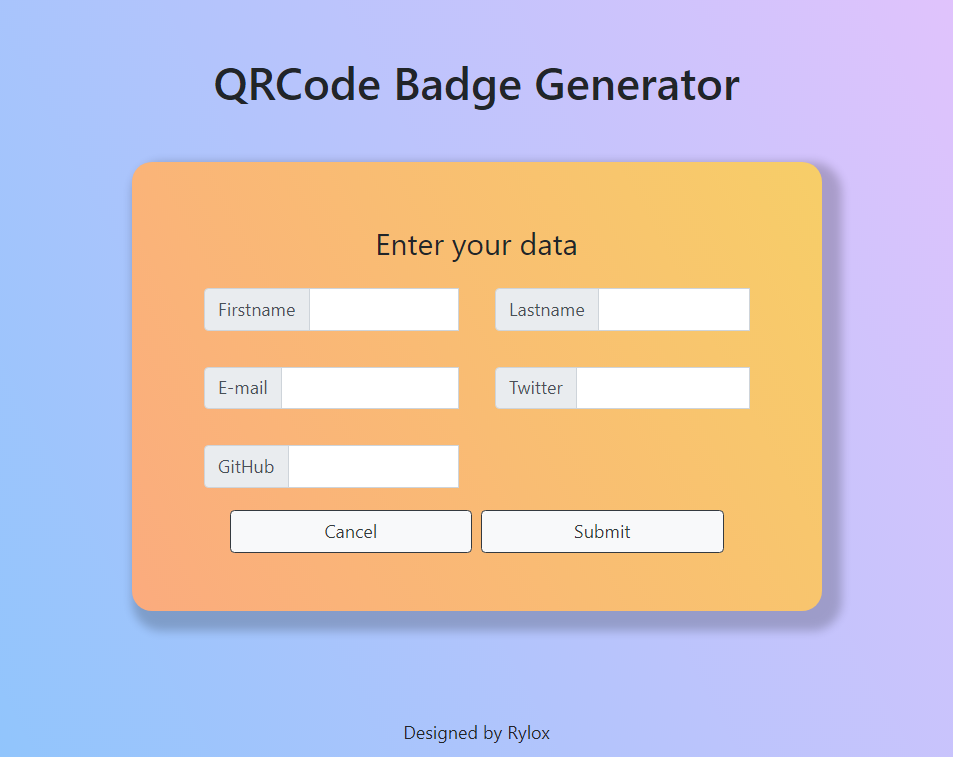 QRCode Badge Generator
Enter your data
Firstname
Lastname
E-mail
Twitter
GitHub
Cancel
Submit
Designed by Rylox